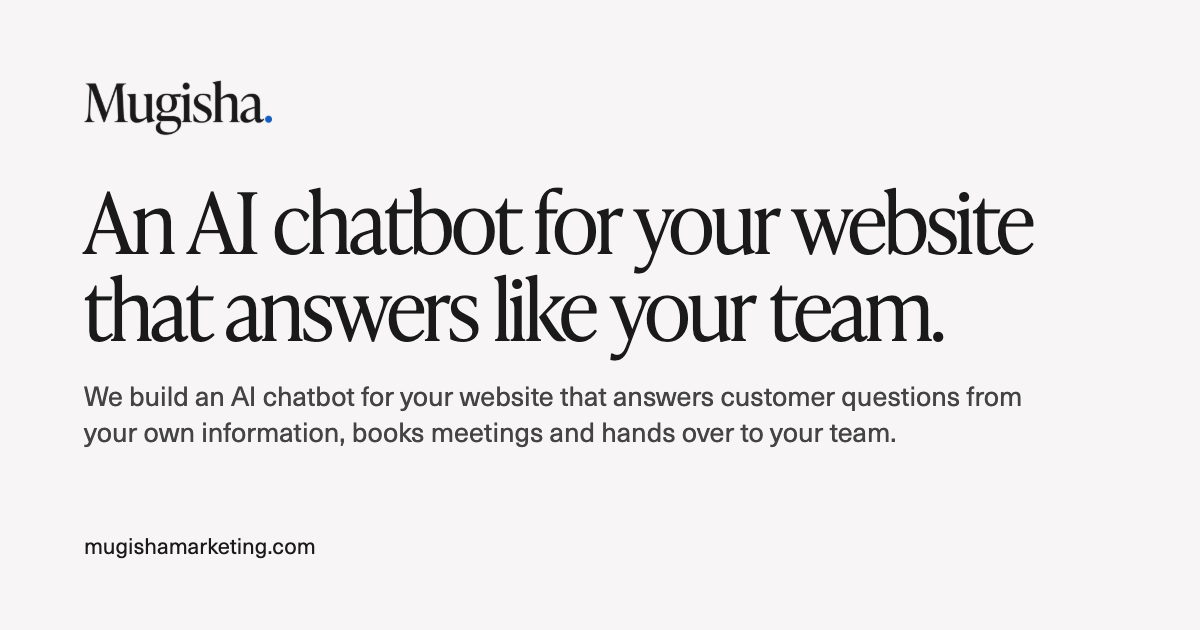 Mugisha.
An AI chatbot for your website
that answers like your team.
We build an AI chatbot for your website that answers customer questions from
your own information, books meetings and hands over to your team.
mugishamarketing.com